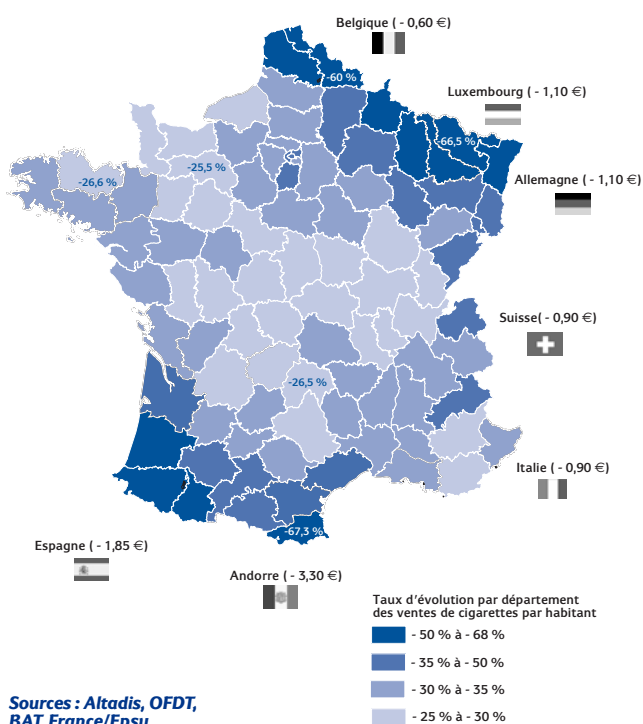 Belgique ( - 0,60 €)
-60 %
Luxembourg ( - 1,10 €)
-66,5 %
-25,5 %
-26,6 %
Allemagne ( - 1,10 €)
Suisse( - 0,90 €)
-26,5 %
Italie ( - 0,90 €)
-67,3 %
Espagne ( - 1,85 €)
Andorre ( - 3,30 €)
Taux d'évolution par département
des ventes de cigarettes par habitant
- 50 % à - 68 %
- 35 % à - 50 %
- 30 % à - 35 %
- 25 % à - 30 %
Sources : Altadis, OFDT,
BAT France/Epsy